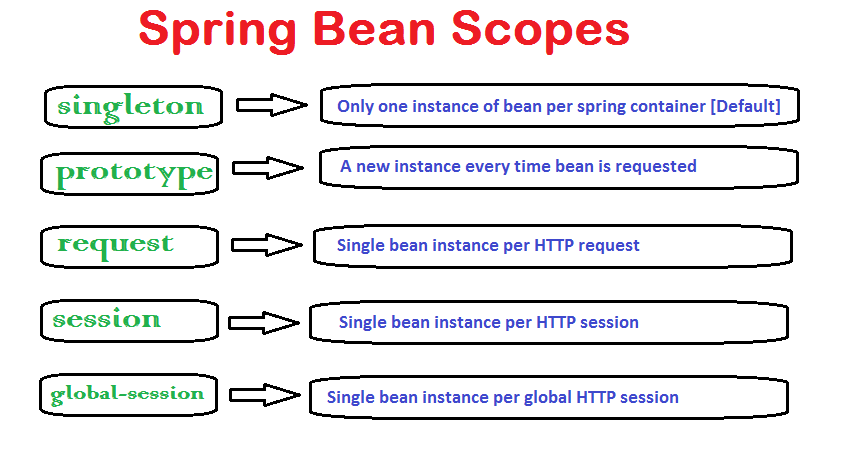 Spring Bean Scopes
singleton
Only one instance of bean per spring container [Default]
prototype
A new instance every time bean is requested
request
Single bean instance per HTTP request
session
Single bean instance per HTTP session
global-session
Single bean instance per global HTTP session